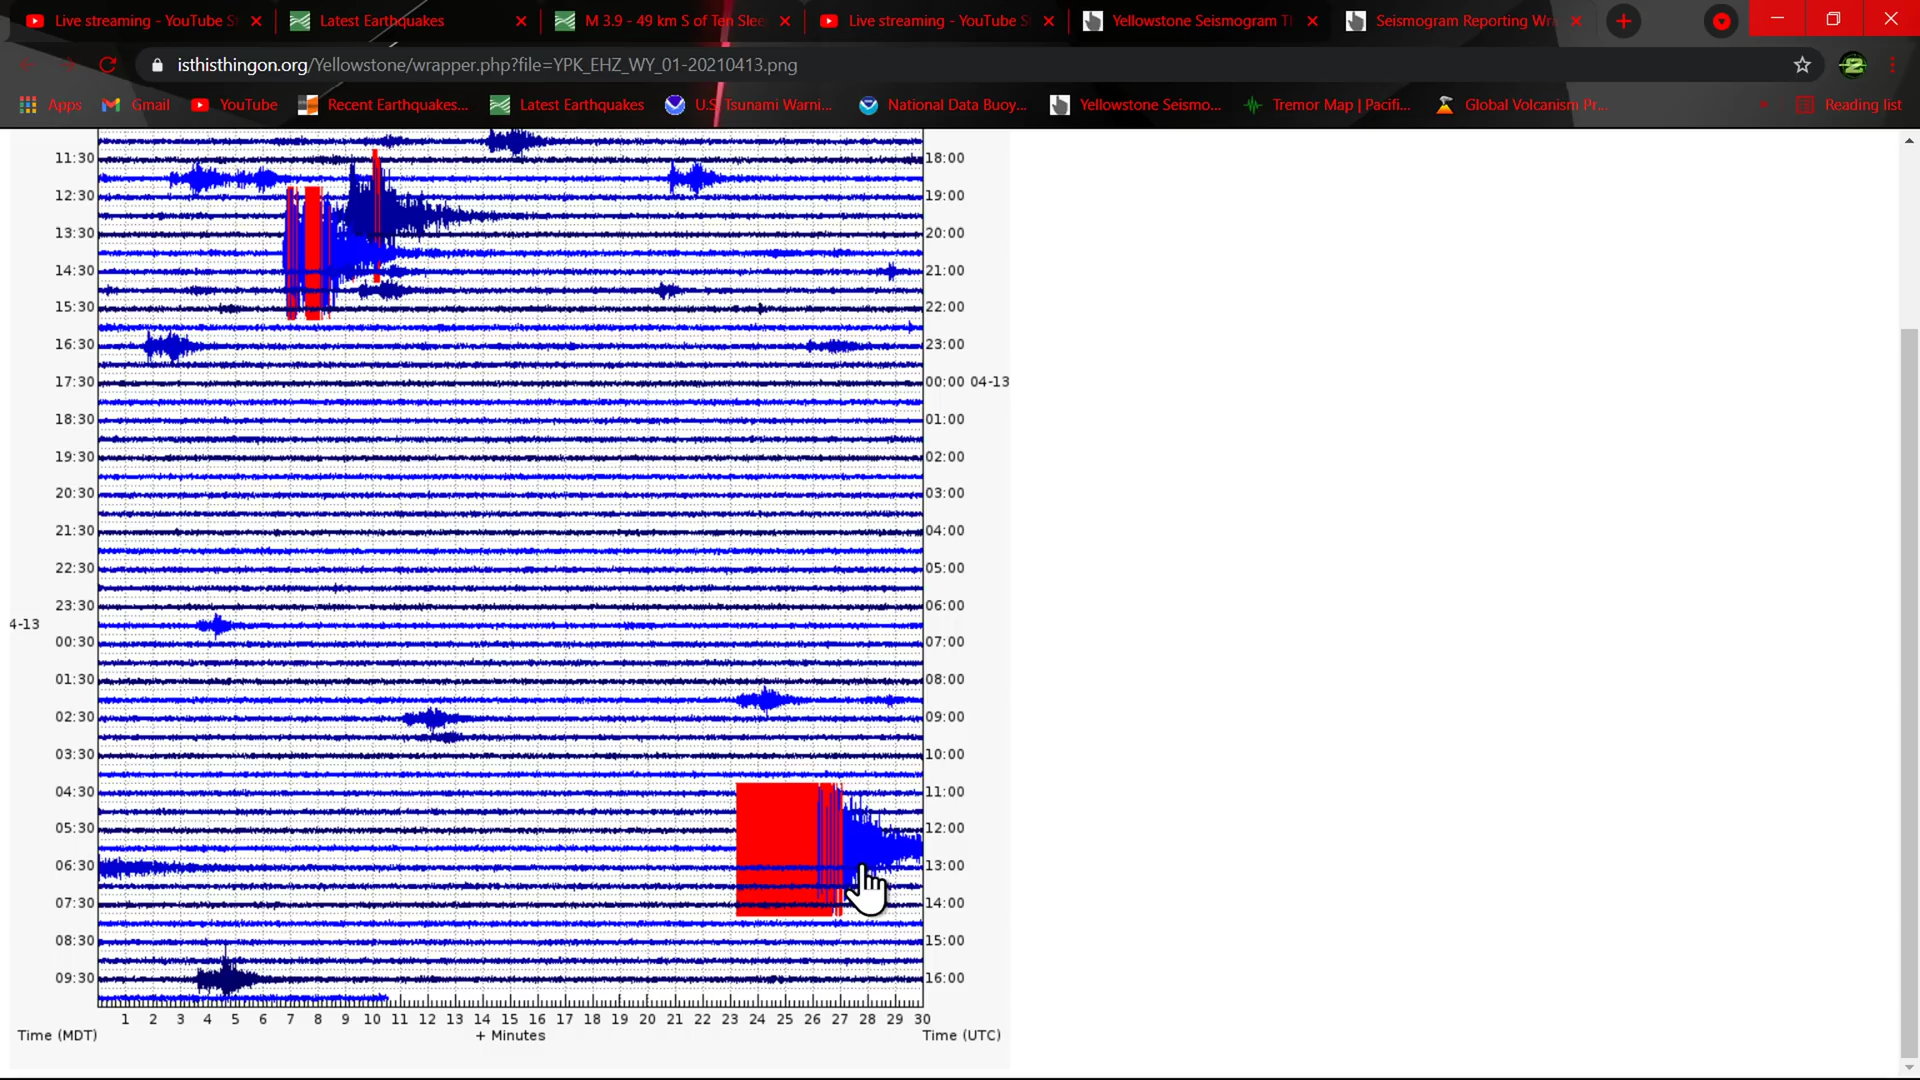 Live streaming - YouTube S
Latest Earthquakes
M 3.9 - 49 km S of Ten Slee
Live streaming - YouTube S
Yellowstone Seismogram T
Seismogram Reporting Wr
isthisthingon.org/Yellowstone/wrapper.php?file=YPK_EHZ_WY_01-20210413.png
Apps
Gmail
YouTube
Recent Earthquakes...
Latest Earthquakes
U.S. Tsunami Warni...
National Data Buoy...
Yellowstone Seismo...
Tremor Map | Pacifi...
Global Volcanism Pr...
Reading list
11:30 18:00
12:30 19:00
13:30 20:00
14:30 21:00
15:30 22:00
16:30 23:00
17:30 00:00 04-13
18:30 01:00
19:30 02:00
20:30 03:00
21:30 04:00
22:30 05:00
23:30 06:00
4-13
00:30 07:00
01:30 08:00
02:30 09:00
03:30 10:00
04:30 11:00
05:30 12:00
06:30 13:00
07:30 14:00
08:30 15:00
09:30 16:00
1 2 3 4 5 6 7 8 9 10 11 12 13 14 15 16 17 18 19 20 21 22 23 24 25 26 27 28 29 30
Time (MDT) + Minutes Time (UTC)